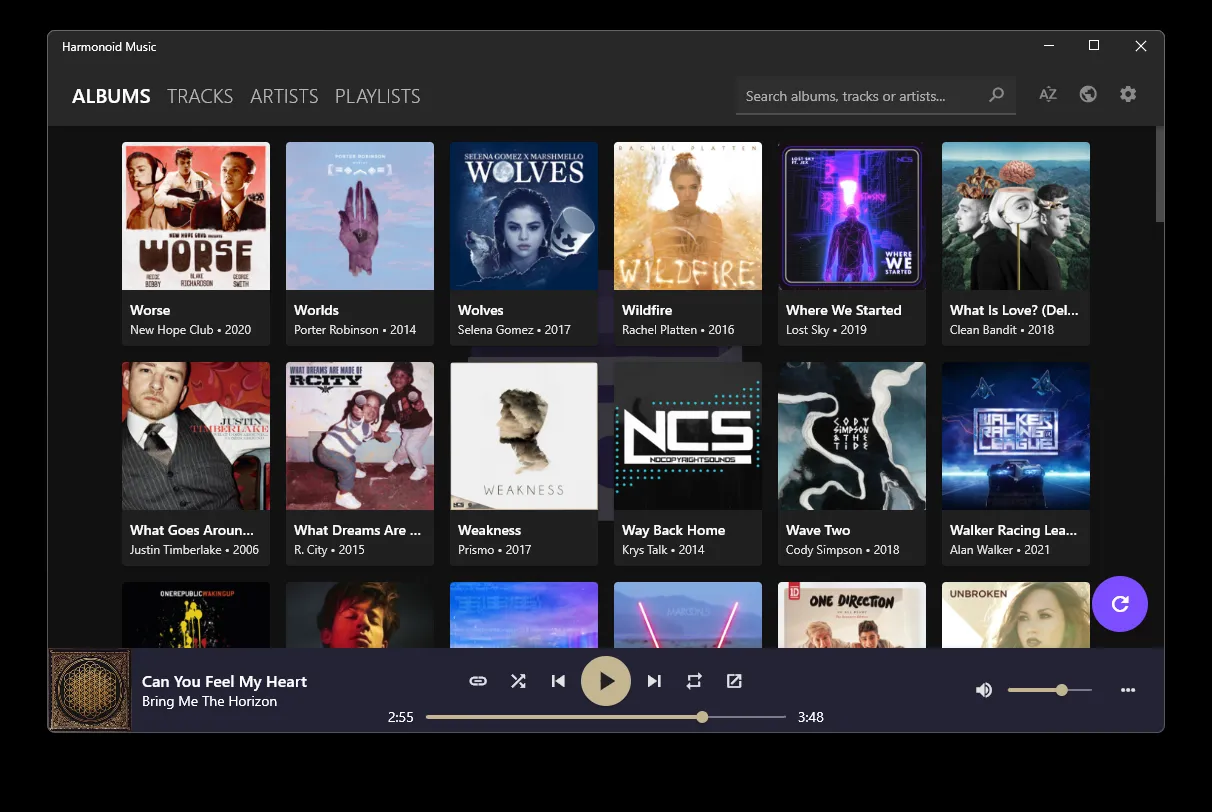 Harmonoid Music
ALBUMS TRACKS ARTISTS PLAYLISTS
Search albums, tracks or artists...
AZ
NEW HOPE CLUB PRESENTS
WORSE
REECE BIBBY
BLAKE RICHARDSON
GEORGE SMITH
PORTER ROBINSON
SELENA GOMEZ X MARSHMELLO
WOLVES
RACHEL PLATTEN
WILDFIRE
LOST SKY
FT. JEX
NCS
WHERE
WE
STARTED
Worse
New Hope Club • 2020
Worlds
Porter Robinson • 2014
Wolves
Selena Gomez • 2017
Wildfire
Rachel Platten • 2016
Where We Started
Lost Sky • 2019
What Is Love? (Del...
Clean Bandit • 2018
JUSTIN
TIMBERLAKE
WHAT DREAMS ARE MADE OF
RCITY
WEAKNESS
NCS
NOCOPYRIGHTSOUNDS
CODY
SIMPSON
& THE
TIDE
WALKER
RACING
LEAGUE
What Goes Aroun...
Justin Timberlake • 2006
What Dreams Are ...
R. City • 2015
Weakness
Prismo • 2017
Way Back Home
Krys Talk • 2014
Wave Two
Cody Simpson • 2018
Walker Racing Lea...
Alan Walker • 2021
ONEREPUBLICWAKINGUP
MAROON 5
1D
ONE DIRECTION
UNBROKEN
Can You Feel My Heart
Bring Me The Horizon
2:55
3:48